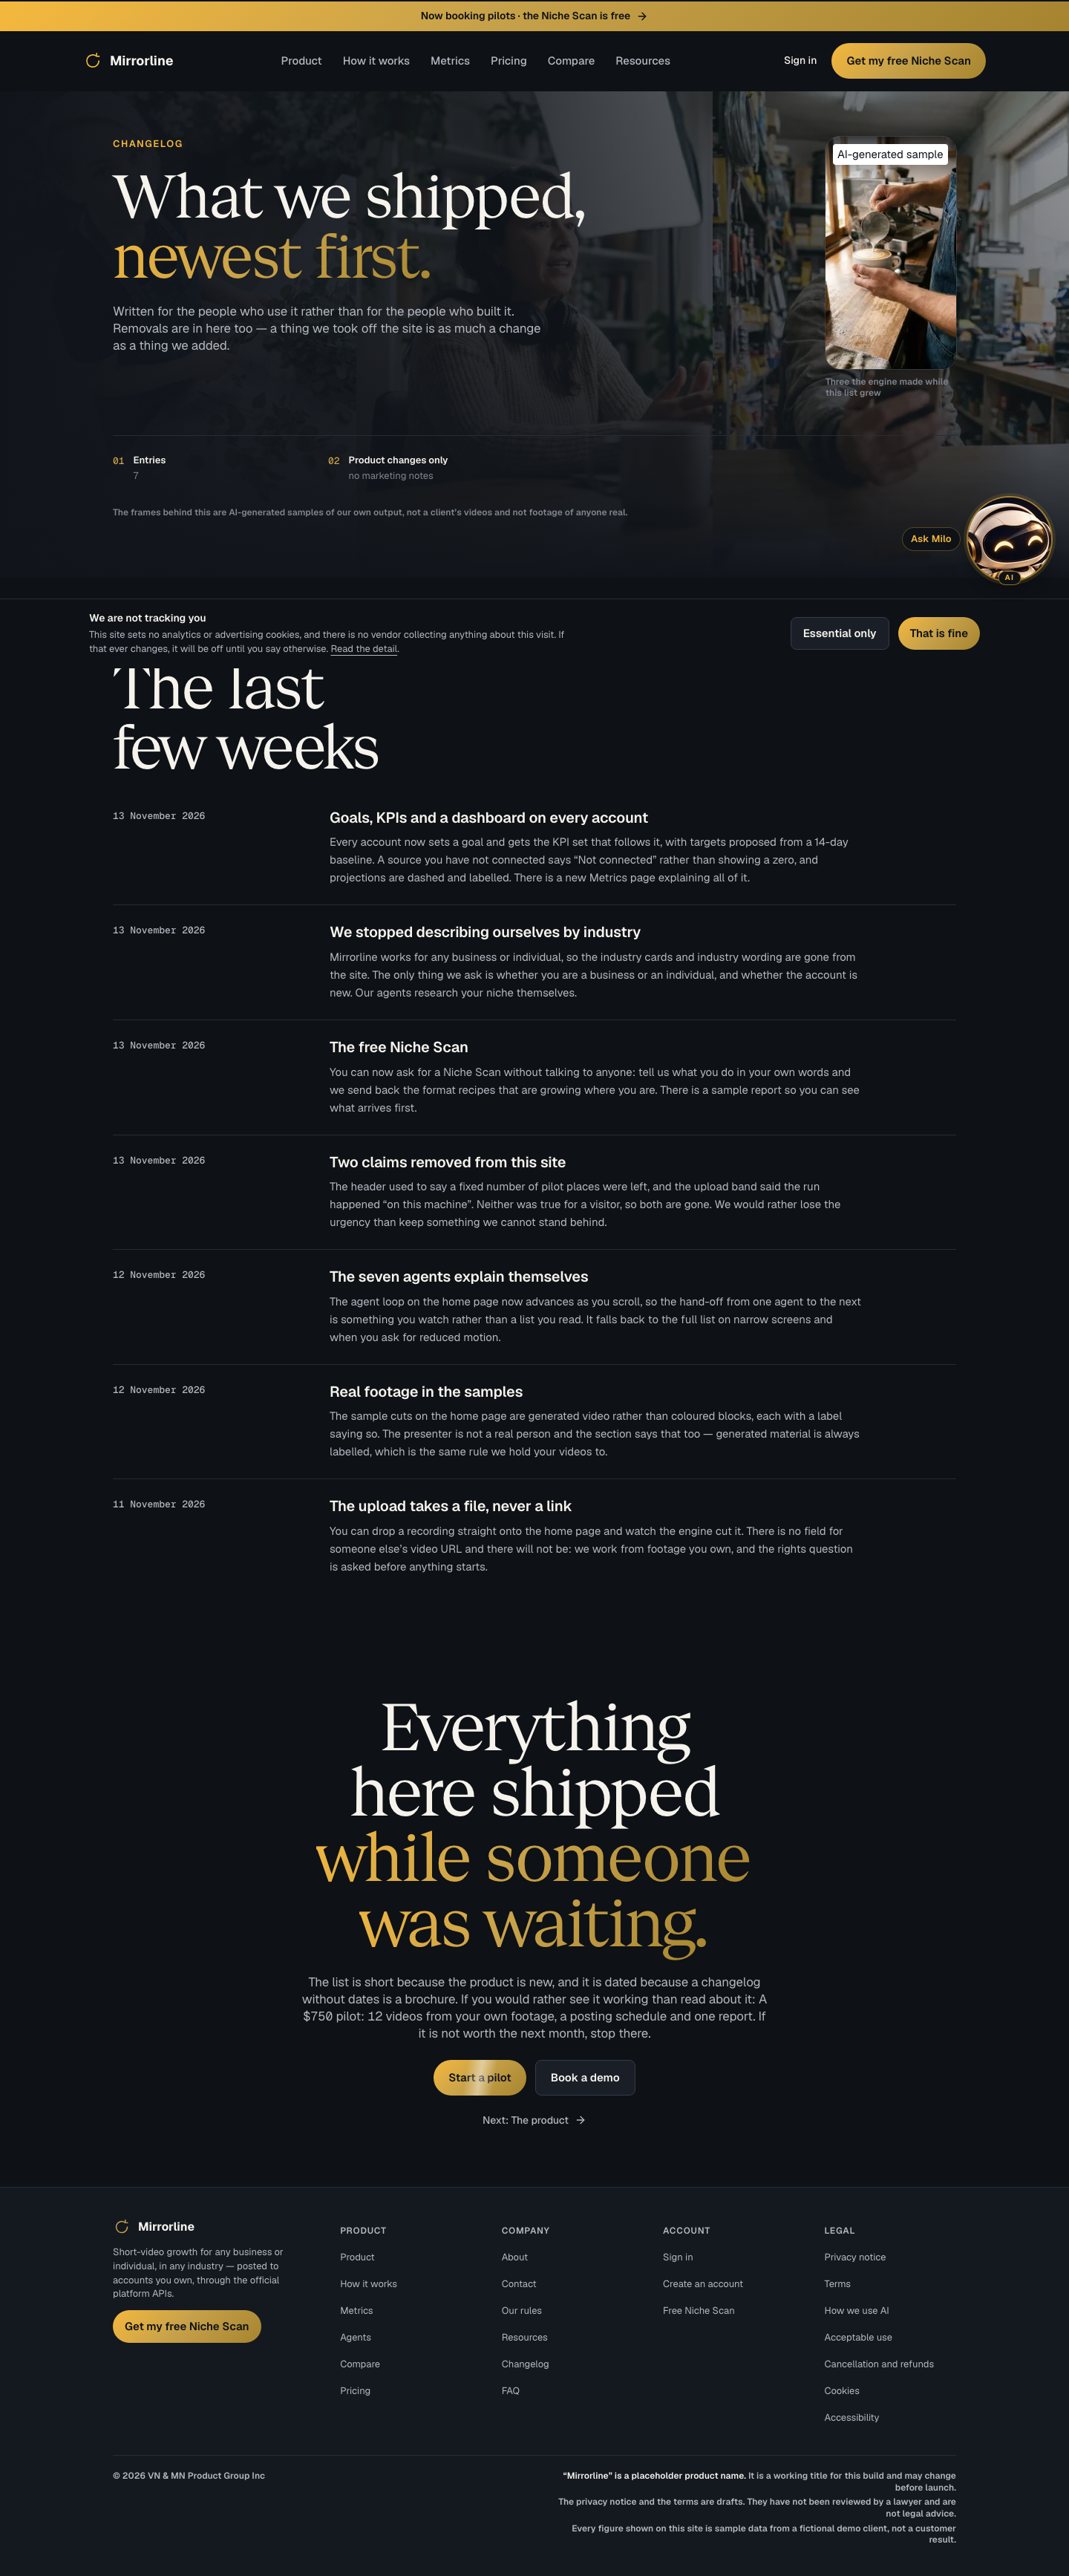 Now booking pilots · the Niche Scan is free →
Mirrorline
Product
How it works
Metrics
Pricing
Compare
Resources
Sign in
Get my free Niche Scan
CHANGELOG
What we shipped,
newest first.
Written for the people who use it rather than for the people who built it.
Removals are in here too — a thing we took off the site is as much a change
as a thing we added.
AI-generated sample
Three the engine made while
this list grew
01 Entries
7
02 Product changes only
no marketing notes
The frames behind this are AI-generated samples of our own output, not a client's videos and not footage of anyone real.
Ask Milo
AI
We are not tracking you
This site sets no analytics or advertising cookies, and there is no vendor collecting anything about this visit. If
that ever changes, it will be off until you say otherwise. Read the detail.
Essential only
That is fine
The last
few weeks
13 November 2026
Goals, KPIs and a dashboard on every account
Every account now sets a goal and gets the KPI set that follows it, with targets proposed from a 14-day
baseline. A source you have not connected says “Not connected” rather than showing a zero, and
projections are dashed and labelled. There is a new Metrics page explaining all of it.
13 November 2026
We stopped describing ourselves by industry
Mirrorline works for any business or individual, so the industry cards and industry wording are gone from
the site. The only thing we ask is whether you are a business or an individual, and whether the account is
new. Our agents research your niche themselves.
13 November 2026
The free Niche Scan
You can now ask for a Niche Scan without talking to anyone: tell us what you do in your own words and
we send back the format recipes that are growing where you are. There is a sample report so you can see
what arrives first.
13 November 2026
Two claims removed from this site
The header used to say a fixed number of pilot places were left, and the upload band said the run
happened “on this machine”. Neither was true for a visitor, so both are gone. We would rather lose the
urgency than keep something we cannot stand behind.
12 November 2026
The seven agents explain themselves
The agent loop on the home page now advances as you scroll, so the hand-off from one agent to the next
is something you watch rather than a list you read. It falls back to the full list on narrow screens and
when you ask for reduced motion.
12 November 2026
Real footage in the samples
The sample cuts on the home page are generated video rather than coloured blocks, each with a label
saying so. The presenter is not a real person and the section says that too — generated material is always
labelled, which is the same rule we hold your videos to.
11 November 2026
The upload takes a file, never a link
You can drop a recording straight onto the home page and watch the engine cut it. There is no field for
someone else's video URL and there will not be: we work from footage you own, and the rights question
is asked before anything starts.
Everything
here shipped
while someone
was waiting.
The list is short because the product is new, and it is dated because a changelog
without dates is a brochure. If you would rather see it working than read about it: A
$750 pilot: 12 videos from your own footage, a posting schedule and one report. If
it is not worth the next month, stop there.
Start a pilot
Book a demo
Next: The product →
Mirrorline
Short-video growth for any business or
individual, in any industry — posted to
accounts you own, through the official
platform APIs.
Get my free Niche Scan
PRODUCT
Product
How it works
Metrics
Agents
Compare
Pricing
COMPANY
About
Contact
Our rules
Resources
Changelog
FAQ
ACCOUNT
Sign in
Create an account
Free Niche Scan
LEGAL
Privacy notice
Terms
How we use AI
Acceptable use
Cancellation and refunds
Cookies
Accessibility
© 2026 VN & MN Product Group Inc
“Mirrorline” is a placeholder product name. It is a working title for this build and may change
before launch.
The privacy notice and the terms are drafts. They have not been reviewed by a lawyer and are
not legal advice.
Every figure shown on this site is sample data from a fictional demo client, not a customer
result.